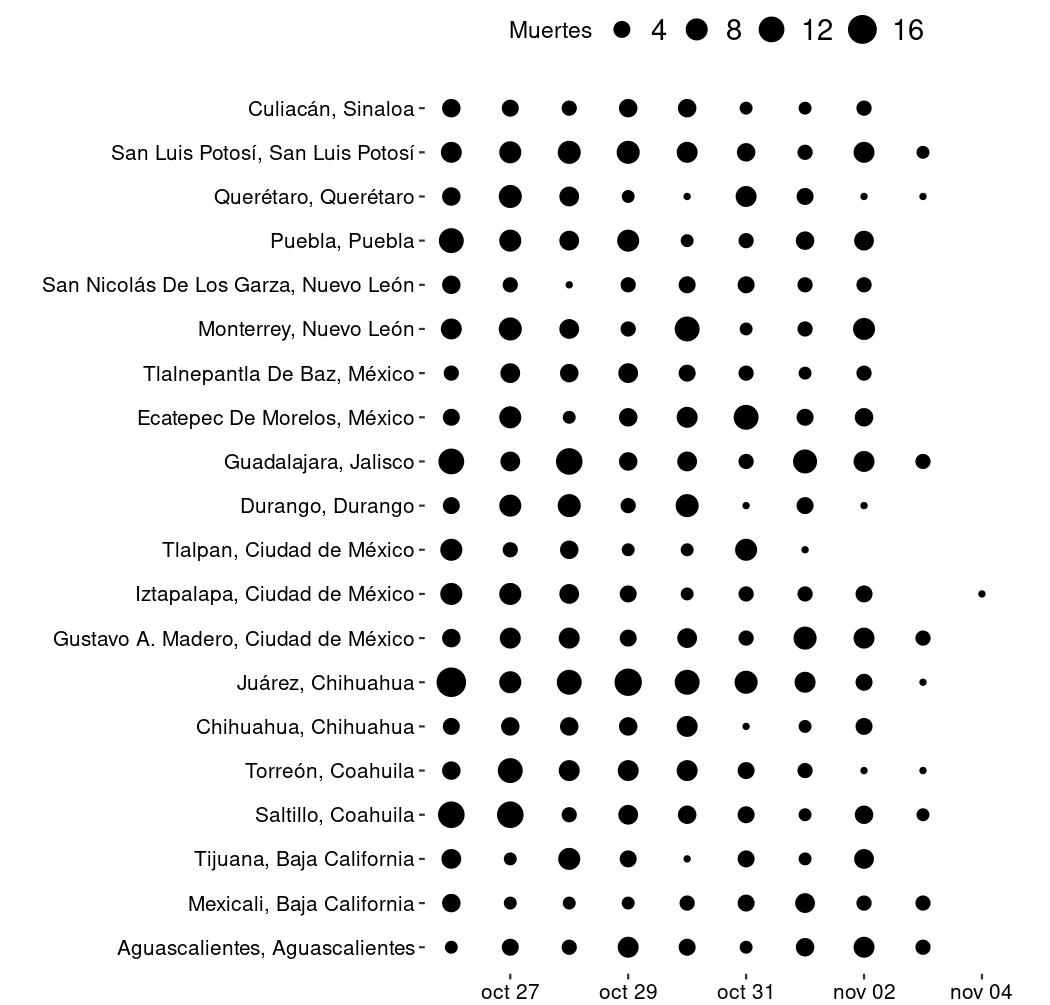 Muertes 4 8 12 16
Culiacán, Sinaloa
San Luis Potosí, San Luis Potosí
Querétaro, Querétaro
Puebla, Puebla
San Nicolás De Los Garza, Nuevo León
Monterrey, Nuevo León
Tlalnepantla De Baz, México
Ecatepec De Morelos, México
Guadalajara, Jalisco
Durango, Durango
Tlalpan, Ciudad de México
Iztapalapa, Ciudad de México
Gustavo A. Madero, Ciudad de México
Juárez, Chihuahua
Chihuahua, Chihuahua
Torreón, Coahuila
Saltillo, Coahuila
Tijuana, Baja California
Mexicali, Baja California
Aguascalientes, Aguascalientes
oct 27 oct 29 oct 31 nov 02 nov 04